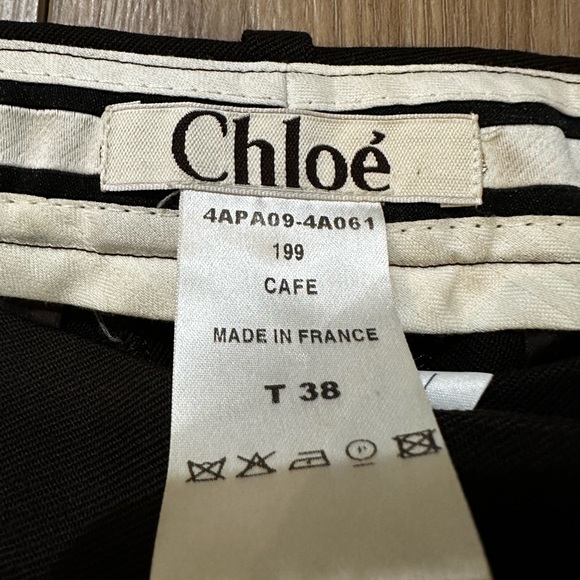 Chloé
4APA09-4A061
199
CAFE
MADE IN FRANCE
T 38